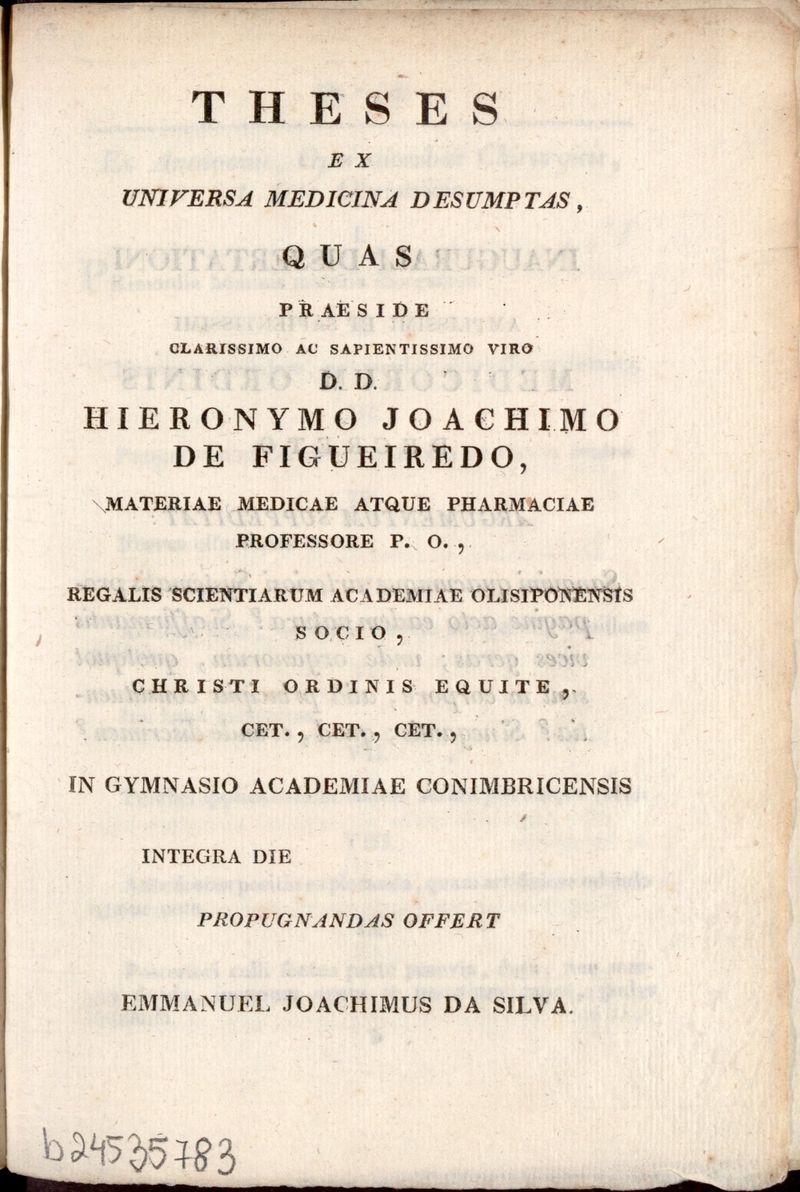 THESES
EX
UNIVERSA MEDICINA DESUMPTAS,
QUAS
PRAESIDE
CLARISSIMO AC SAPIENTISSIMO VIRO
D. D.
HIERONYMO JOACHIMO
DE FIGUEIREDO,
MATERIAE MEDICAE ATQUE PHARMACIAE
PROFESSORE P. O.,
REGALIS SCIENTIARUM ACADEMIAE OLISIPONENSIS
SOCIO,
CHRISTI ORDINIS EQUITE,
CET., CET., CET.,
IN GYMNASIO ACADEMIAE CONIMBRICENSIS
INTEGRA DIE
PROPUGNANDAS OFFERT
EMMANUEL JOACHIMUS DA SILVA.
b24535783